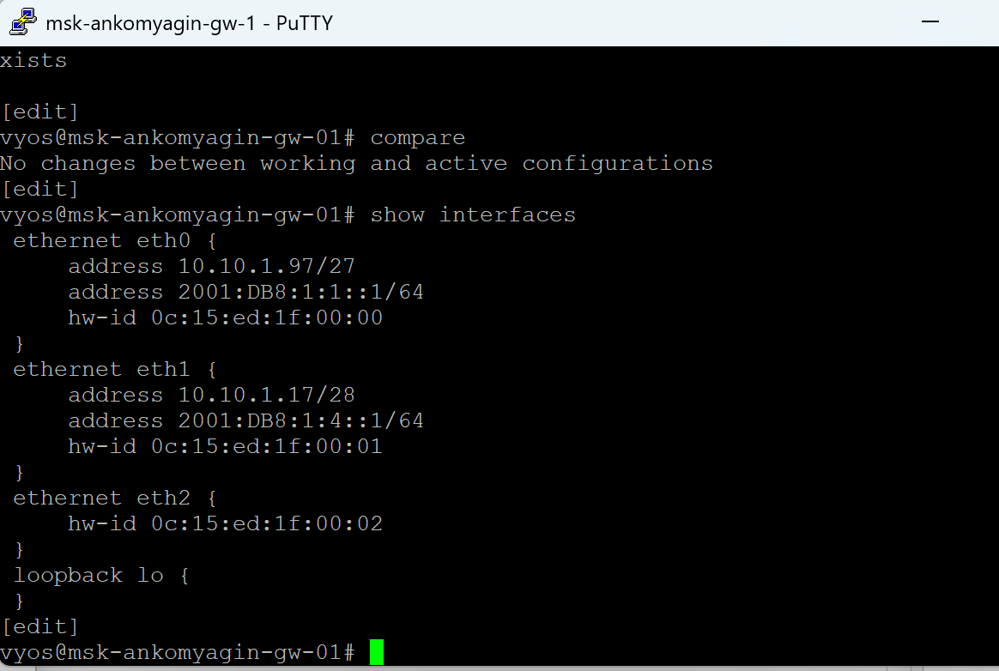 msk-ankomyagin-gw-1 - PuTTY
xists
[edit]
vyos@msk-ankomyagin-gw-01# compare
No changes between working and active configurations
[edit]
vyos@msk-ankomyagin-gw-01# show interfaces
ethernet eth0 {
address 10.10.1.97/27
address 2001:DB8:1:1::1/64
hw-id 0c:15:ed:1f:00:00
}
ethernet eth1 {
address 10.10.1.17/28
address 2001:DB8:1:4::1/64
hw-id 0c:15:ed:1f:00:01
}
ethernet eth2 {
hw-id 0c:15:ed:1f:00:02
}
loopback lo {
}
[edit]
vyos@msk-ankomyagin-gw-01#